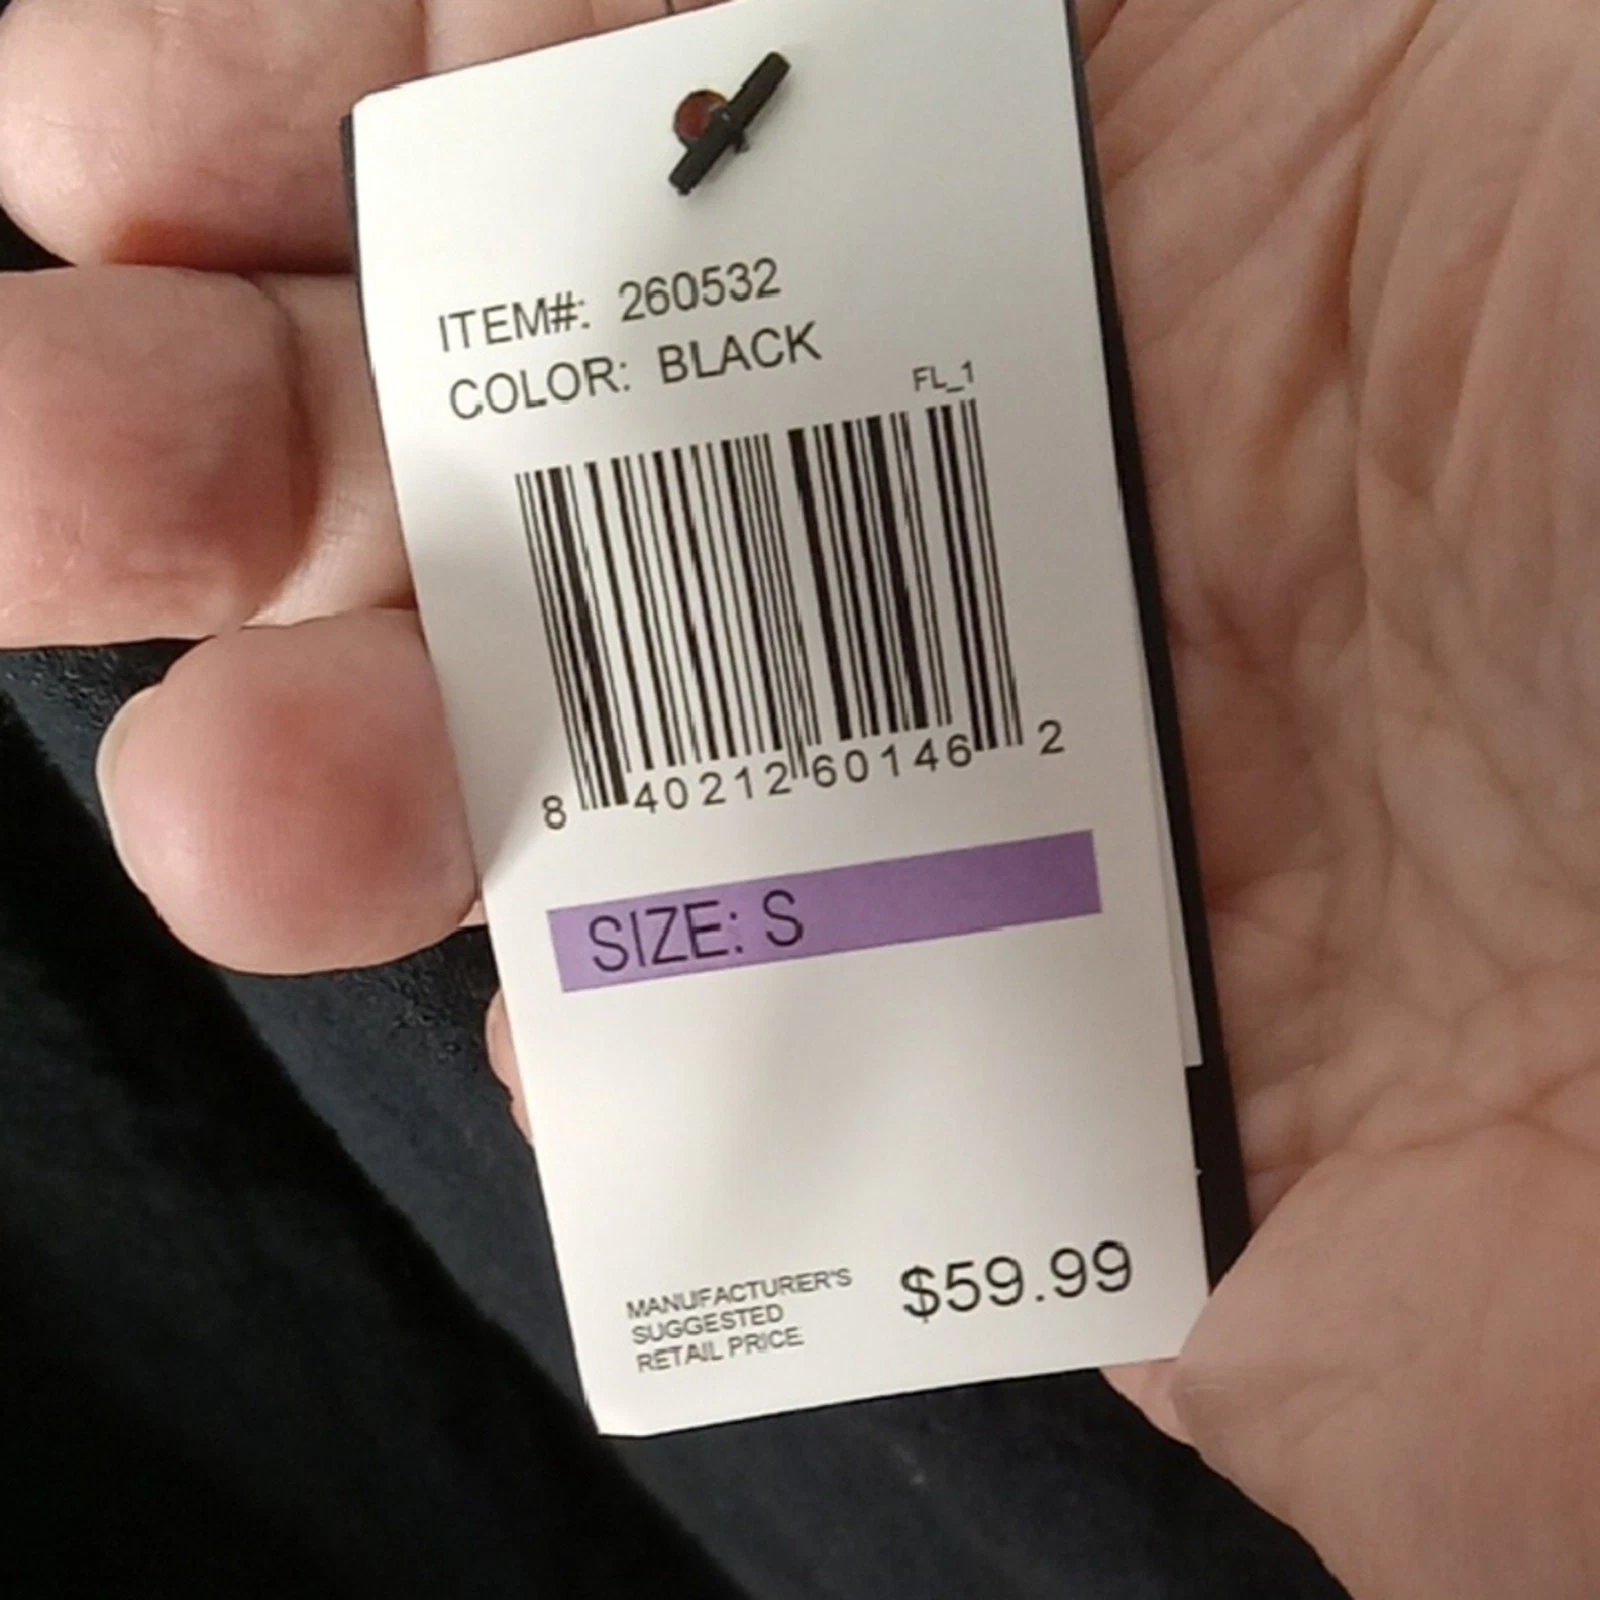 ITEM#: 260532
COLOR: BLACK
FL_1
8 40212 60146 2
SIZE: S
MANUFACTURER'S
SUGGESTED
RETAIL PRICE
$59.99